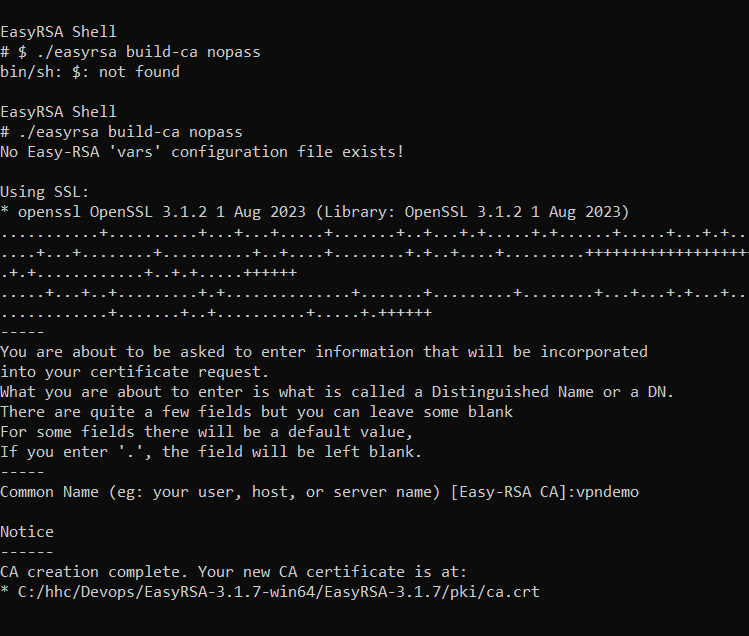 EasyRSA Shell
# $ ./easyrsa build-ca nopass
bin/sh: $: not found
EasyRSA Shell
# ./easyrsa build-ca nopass
No Easy-RSA 'vars' configuration file exists!
Using SSL:
* openssl OpenSSL 3.1.2 1 Aug 2023 (Library: OpenSSL 3.1.2 1 Aug 2023)
...........+..........+...+...+.....+.......+..+...+.+.....+.+......+.....+...+.+..
....+...+........+..........+..+....+........+.+..+....+.........++++++++++++++++++
.+.+............+..+.+.....++++++
.....+...+..+.........+.+..............+.......+.........+........+...+...+.+...+..
............+.......+..+..........+.....+.++++++
-----
You are about to be asked to enter information that will be incorporated
into your certificate request.
What you are about to enter is what is called a Distinguished Name or a DN.
There are quite a few fields but you can leave some blank
For some fields there will be a default value,
If you enter '.', the field will be left blank.
-----
Common Name (eg: your user, host, or server name) [Easy-RSA CA]:vpndemo
Notice
------
CA creation complete. Your new CA certificate is at:
* C:/hhc/Devops/EasyRSA-3.1.7-win64/EasyRSA-3.1.7/pki/ca.crt